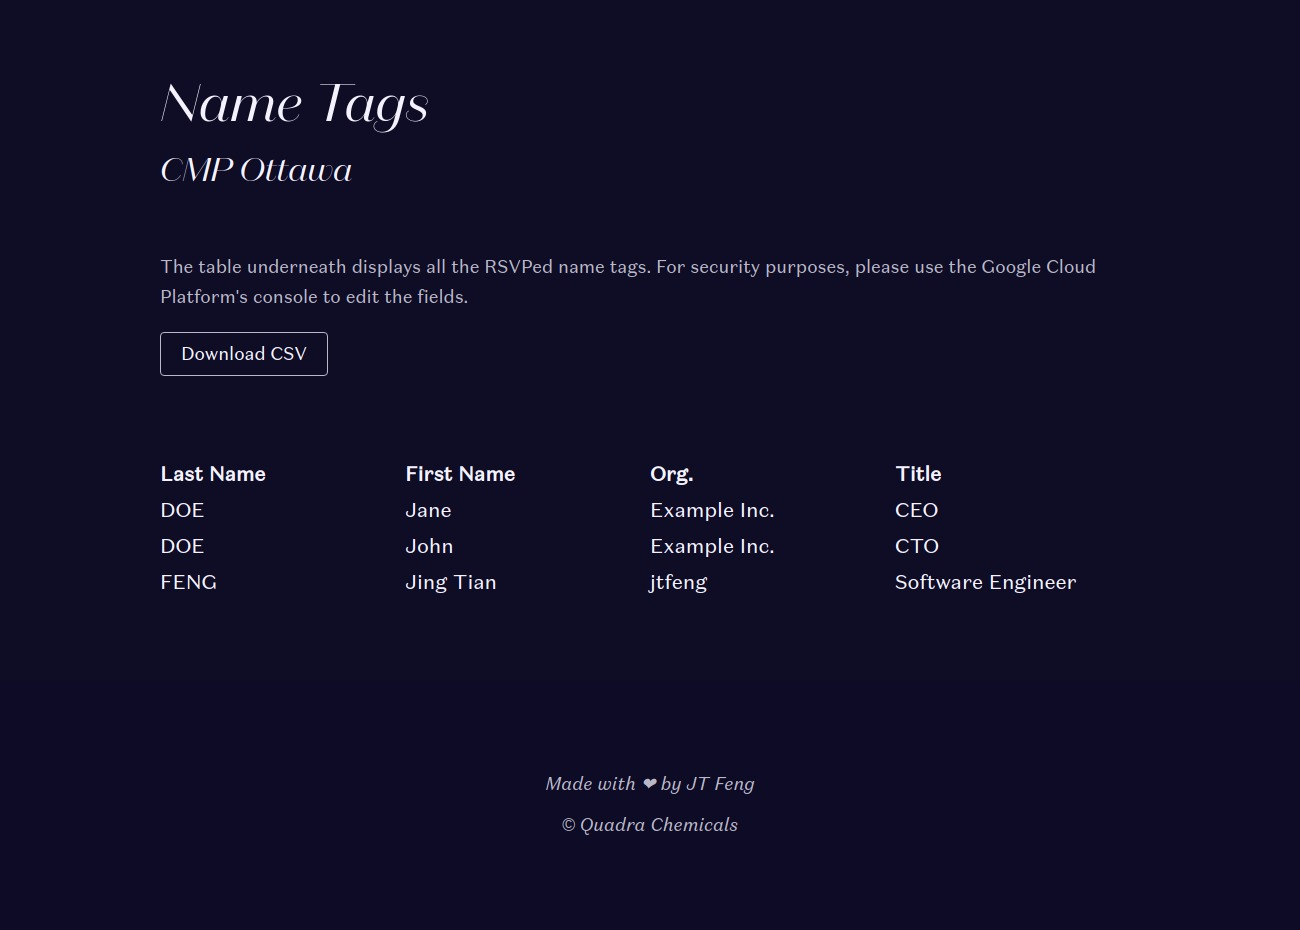 Name Tags
CMP Ottawa
The table underneath displays all the RSVPed name tags. For security purposes, please use the Google Cloud
Platform's console to edit the fields.
Download CSV
Last Name First Name Org. Title
DOE Jane Example Inc. CEO
DOE John Example Inc. CTO
FENG Jing Tian jtfeng Software Engineer
Made with ❤ by JT Feng
© Quadra Chemicals